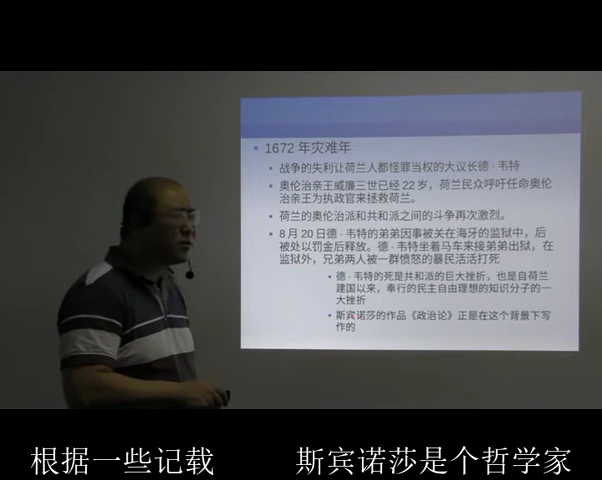 1672 年灾难年
战争的失利让荷兰人都怪罪当权的大议长德 · 韦特
奥伦治亲王威廉三世已经 22 岁，荷兰民众呼吁任命奥伦
治亲王为执政官来拯救荷兰。
荷兰的奥伦治派和共和派之间的斗争再次激烈。
8 月 20 日德 · 韦特的弟弟因事被关在海牙的监狱中，后
被处以罚金后释放。德 · 韦特坐着马车来接弟弟出狱，在
监狱外，兄弟两人被一群愤怒的暴民活活打死
德 · 韦特的死是共和派的巨大挫折，也是自荷兰
建国以来，奉行的民主自由理想的知识分子的一
大挫折
斯宾诺莎的作品《政治论》正是在这个背景下写
作的
根据一些记载 斯宾诺莎是个哲学家